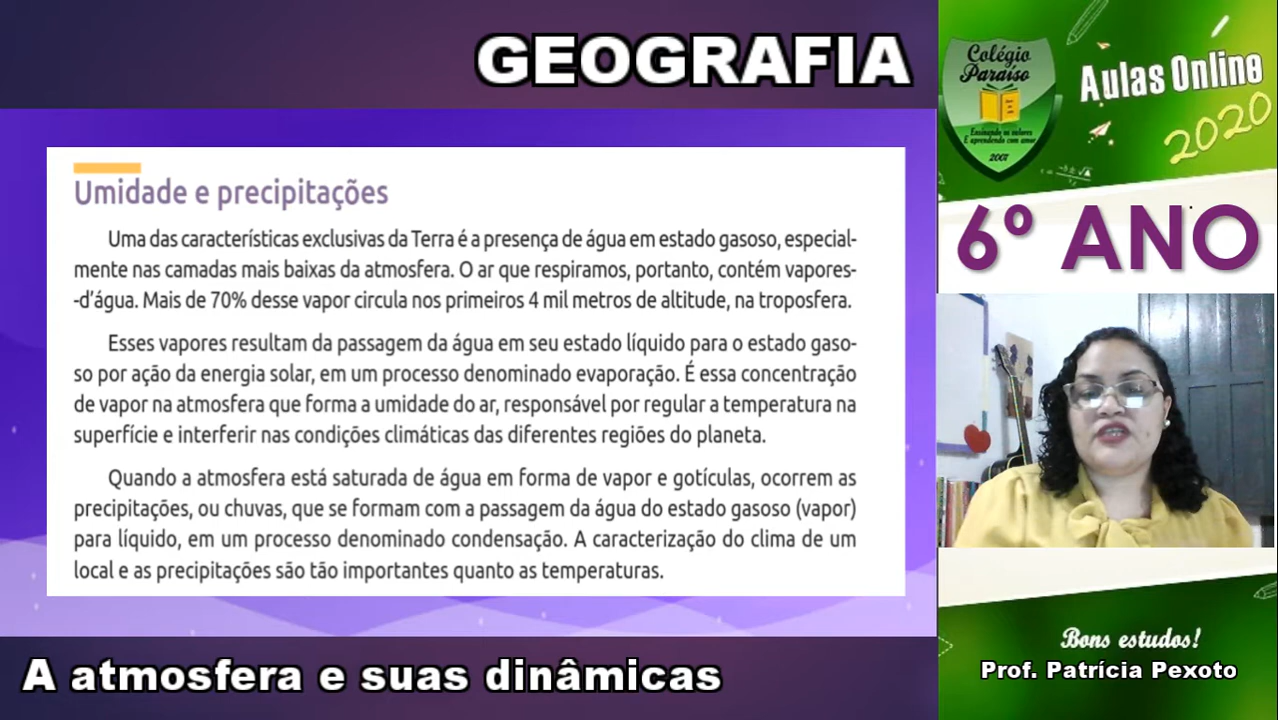 GEOGRAFIA
Umidade e precipitações
Uma das características exclusivas da Terra é a presença de água em estado gasoso, especial-
mente nas camadas mais baixas da atmosfera. O ar que respiramos, portanto, contém vapores-
-d’água. Mais de 70% desse vapor circula nos primeiros 4 mil metros de altitude, na troposfera.
Esses vapores resultam da passagem da água em seu estado líquido para o estado gaso-
so por ação da energia solar, em um processo denominado evaporação. É essa concentração
de vapor na atmosfera que forma a umidade do ar, responsável por regular a temperatura na
superfície e interferir nas condições climáticas das diferentes regiões do planeta.
Quando a atmosfera está saturada de água em forma de vapor e gotículas, ocorrem as
precipitações, ou chuvas, que se formam com a passagem da água do estado gasoso (vapor)
para líquido, em um processo denominado condensação. A caracterização do clima de um
local e as precipitações são tão importantes quanto as temperaturas.
A atmosfera e suas dinâmicas
Colégio
Paraíso
Ensinando os valores
E aprendendo com amor
2007
Aulas Online
2020
6º ANO
Bons estudos!
Prof. Patrícia Pexoto